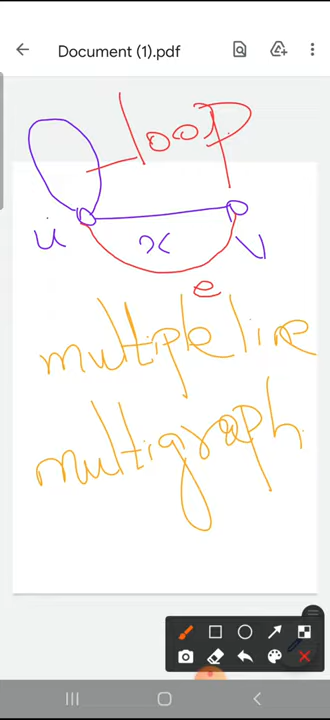 Document (1).pdf
loop
u
x
v
e
multiple line
multigraph